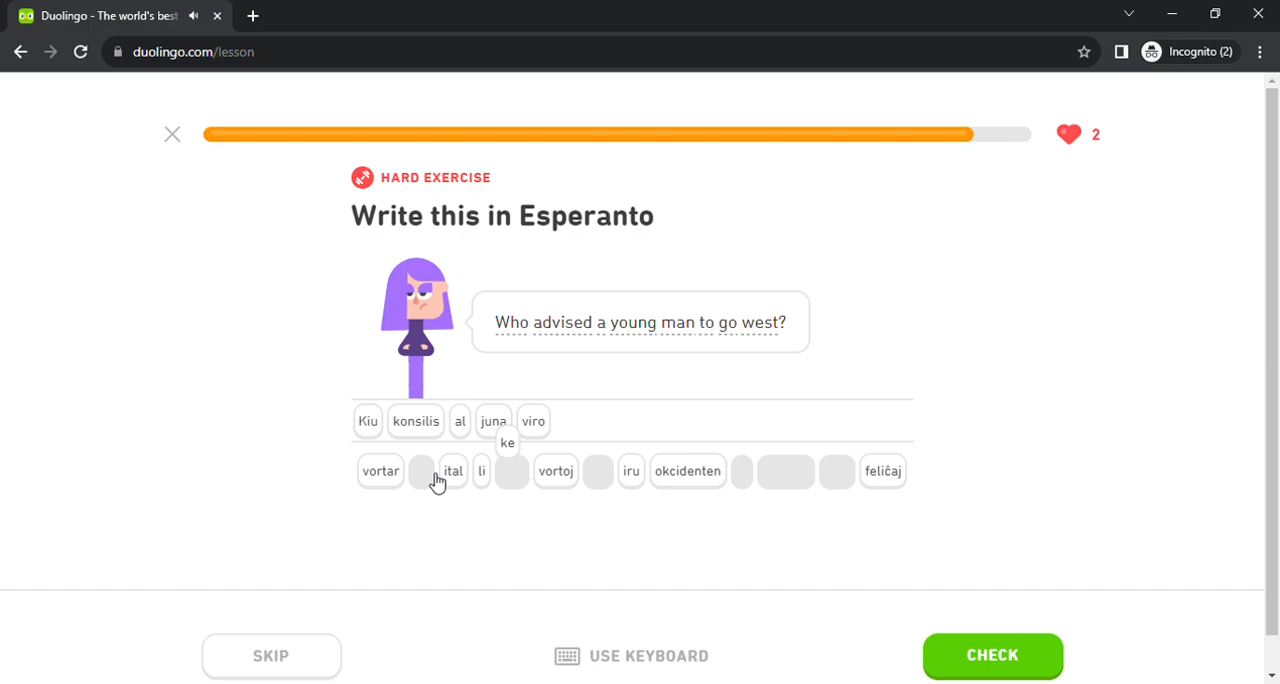 Duolingo - The world's best
duolingo.com/lesson
Incognito (2)
2
HARD EXERCISE
Write this in Esperanto
Who advised a young man to go west?
Kiu konsilis al juna viro
ke
vortar ital li vortoj iru okcidenten feliĉaj
SKIP
USE KEYBOARD
CHECK